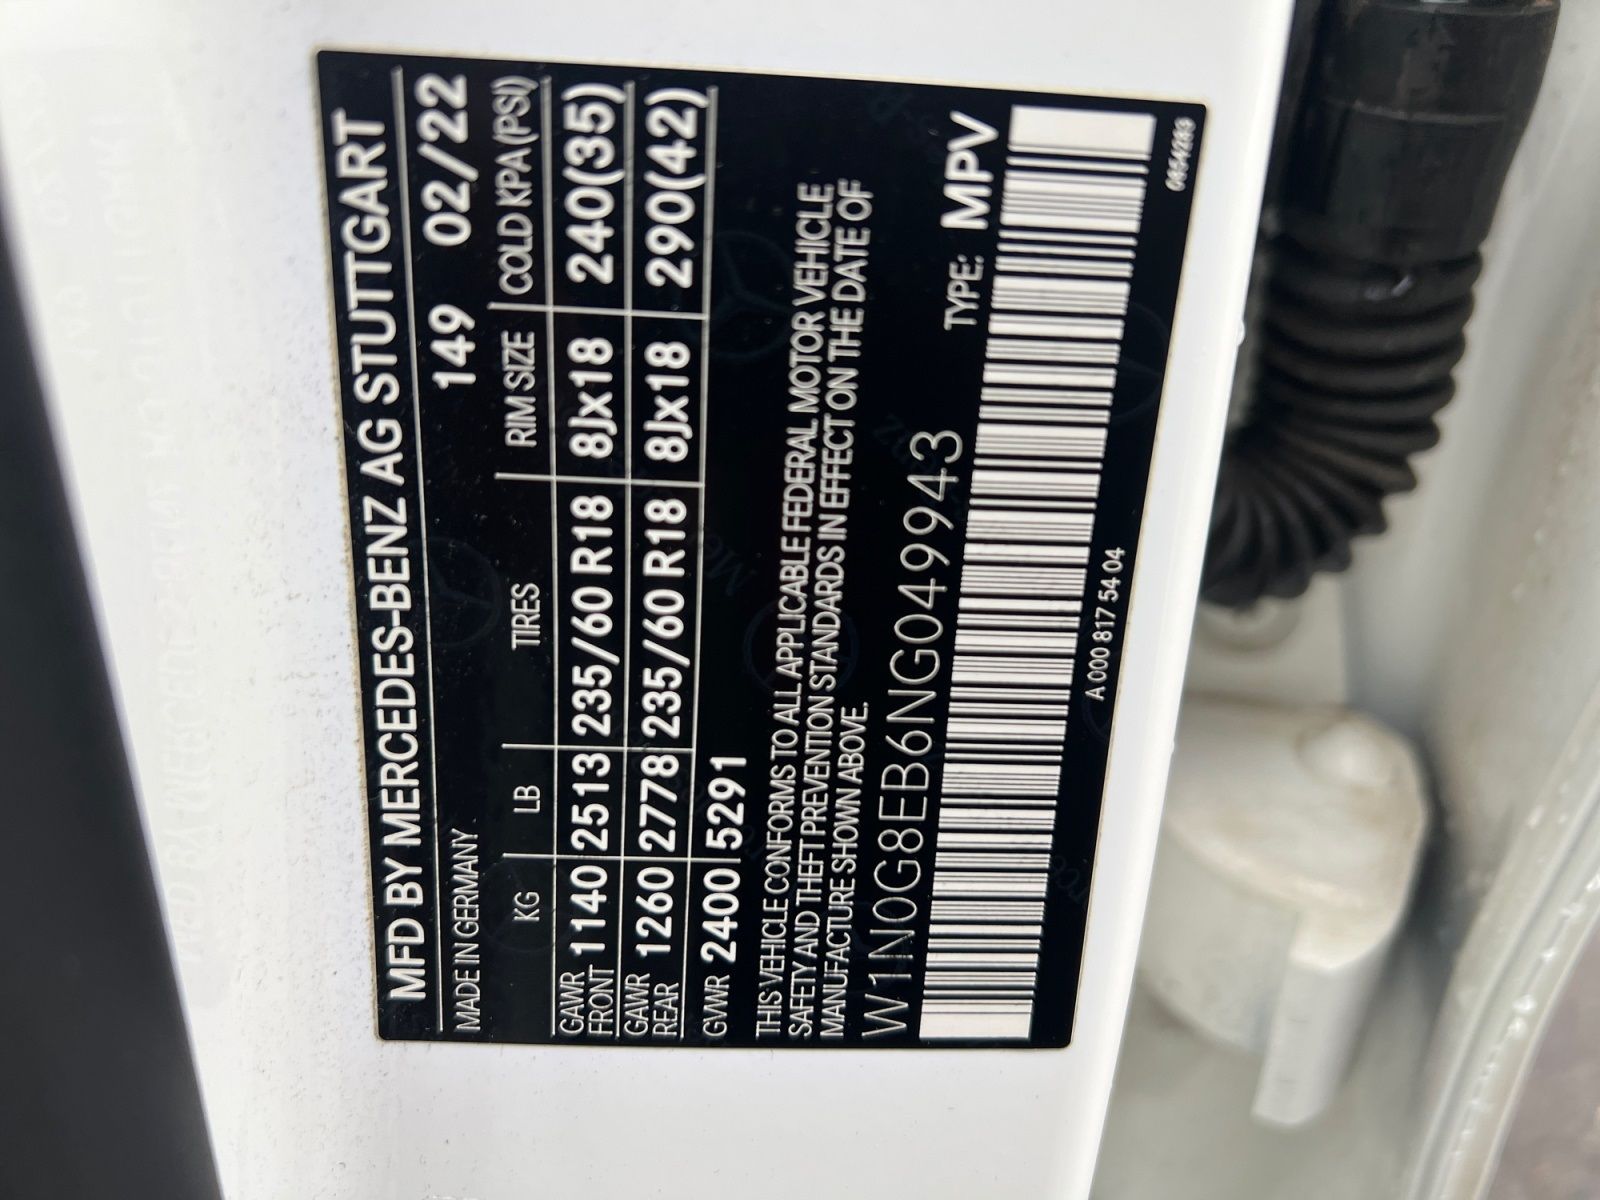 MFD BY MERCEDES-BENZ AG STUTTGART
MADE IN GERMANY 149 02/22
KG LB TIRES RIM SIZE COLD KPA(PSI)
GAWR FRONT 1140 2513 235/60 R18 8Jx18 240(35)
GAWR REAR 1260 2778 235/60 R18 8Jx18 290(42)
GVWR 2400 5291
THIS VEHICLE CONFORMS TO ALL APPLICABLE FEDERAL MOTOR VEHICLE
SAFETY AND THEFT PREVENTION STANDARDS IN EFFECT ON THE DATE OF
MANUFACTURE SHOWN ABOVE.
W1N0G8EB6NG049943 TYPE: MPV
A 000 817 54 04